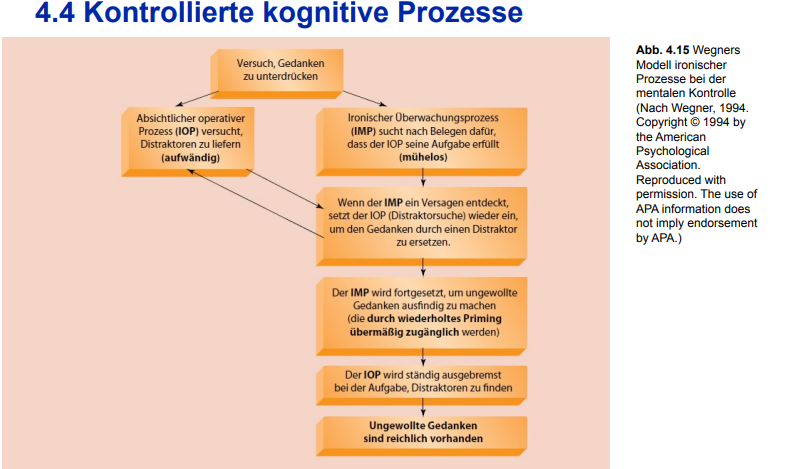 4.4 Kontrollierte kognitive Prozesse
Versuch, Gedanken
zu unterdrücken
Absichtlicher operativer
Prozess (IOP) versucht,
Distraktoren zu liefern
(aufwändig)
Ironischer Überwachungsprozess
(IMP) sucht nach Belegen dafür,
dass der IOP seine Aufgabe erfüllt
(mühelos)
Wenn der IMP ein Versagen entdeckt,
setzt der IOP (Distraktorsuche) wieder ein,
um den Gedanken durch einen Distraktor
zu ersetzen.
Der IMP wird fortgesetzt, um ungewollte
Gedanken ausfindig zu machen
(die durch wiederholtes Priming
übermäßig zugänglich werden)
Der IOP wird ständig ausgebremst
bei der Aufgabe, Distraktoren zu finden
Ungewollte Gedanken
sind reichlich vorhanden
Abb. 4.15 Wegners
Modell ironischer
Prozesse bei der
mentalen Kontrolle
(Nach Wegner, 1994.
Copyright © 1994 by
the American
Psychological
Association.
Reproduced with
permission. The use of
APA information does
not imply endorsement
by APA.)